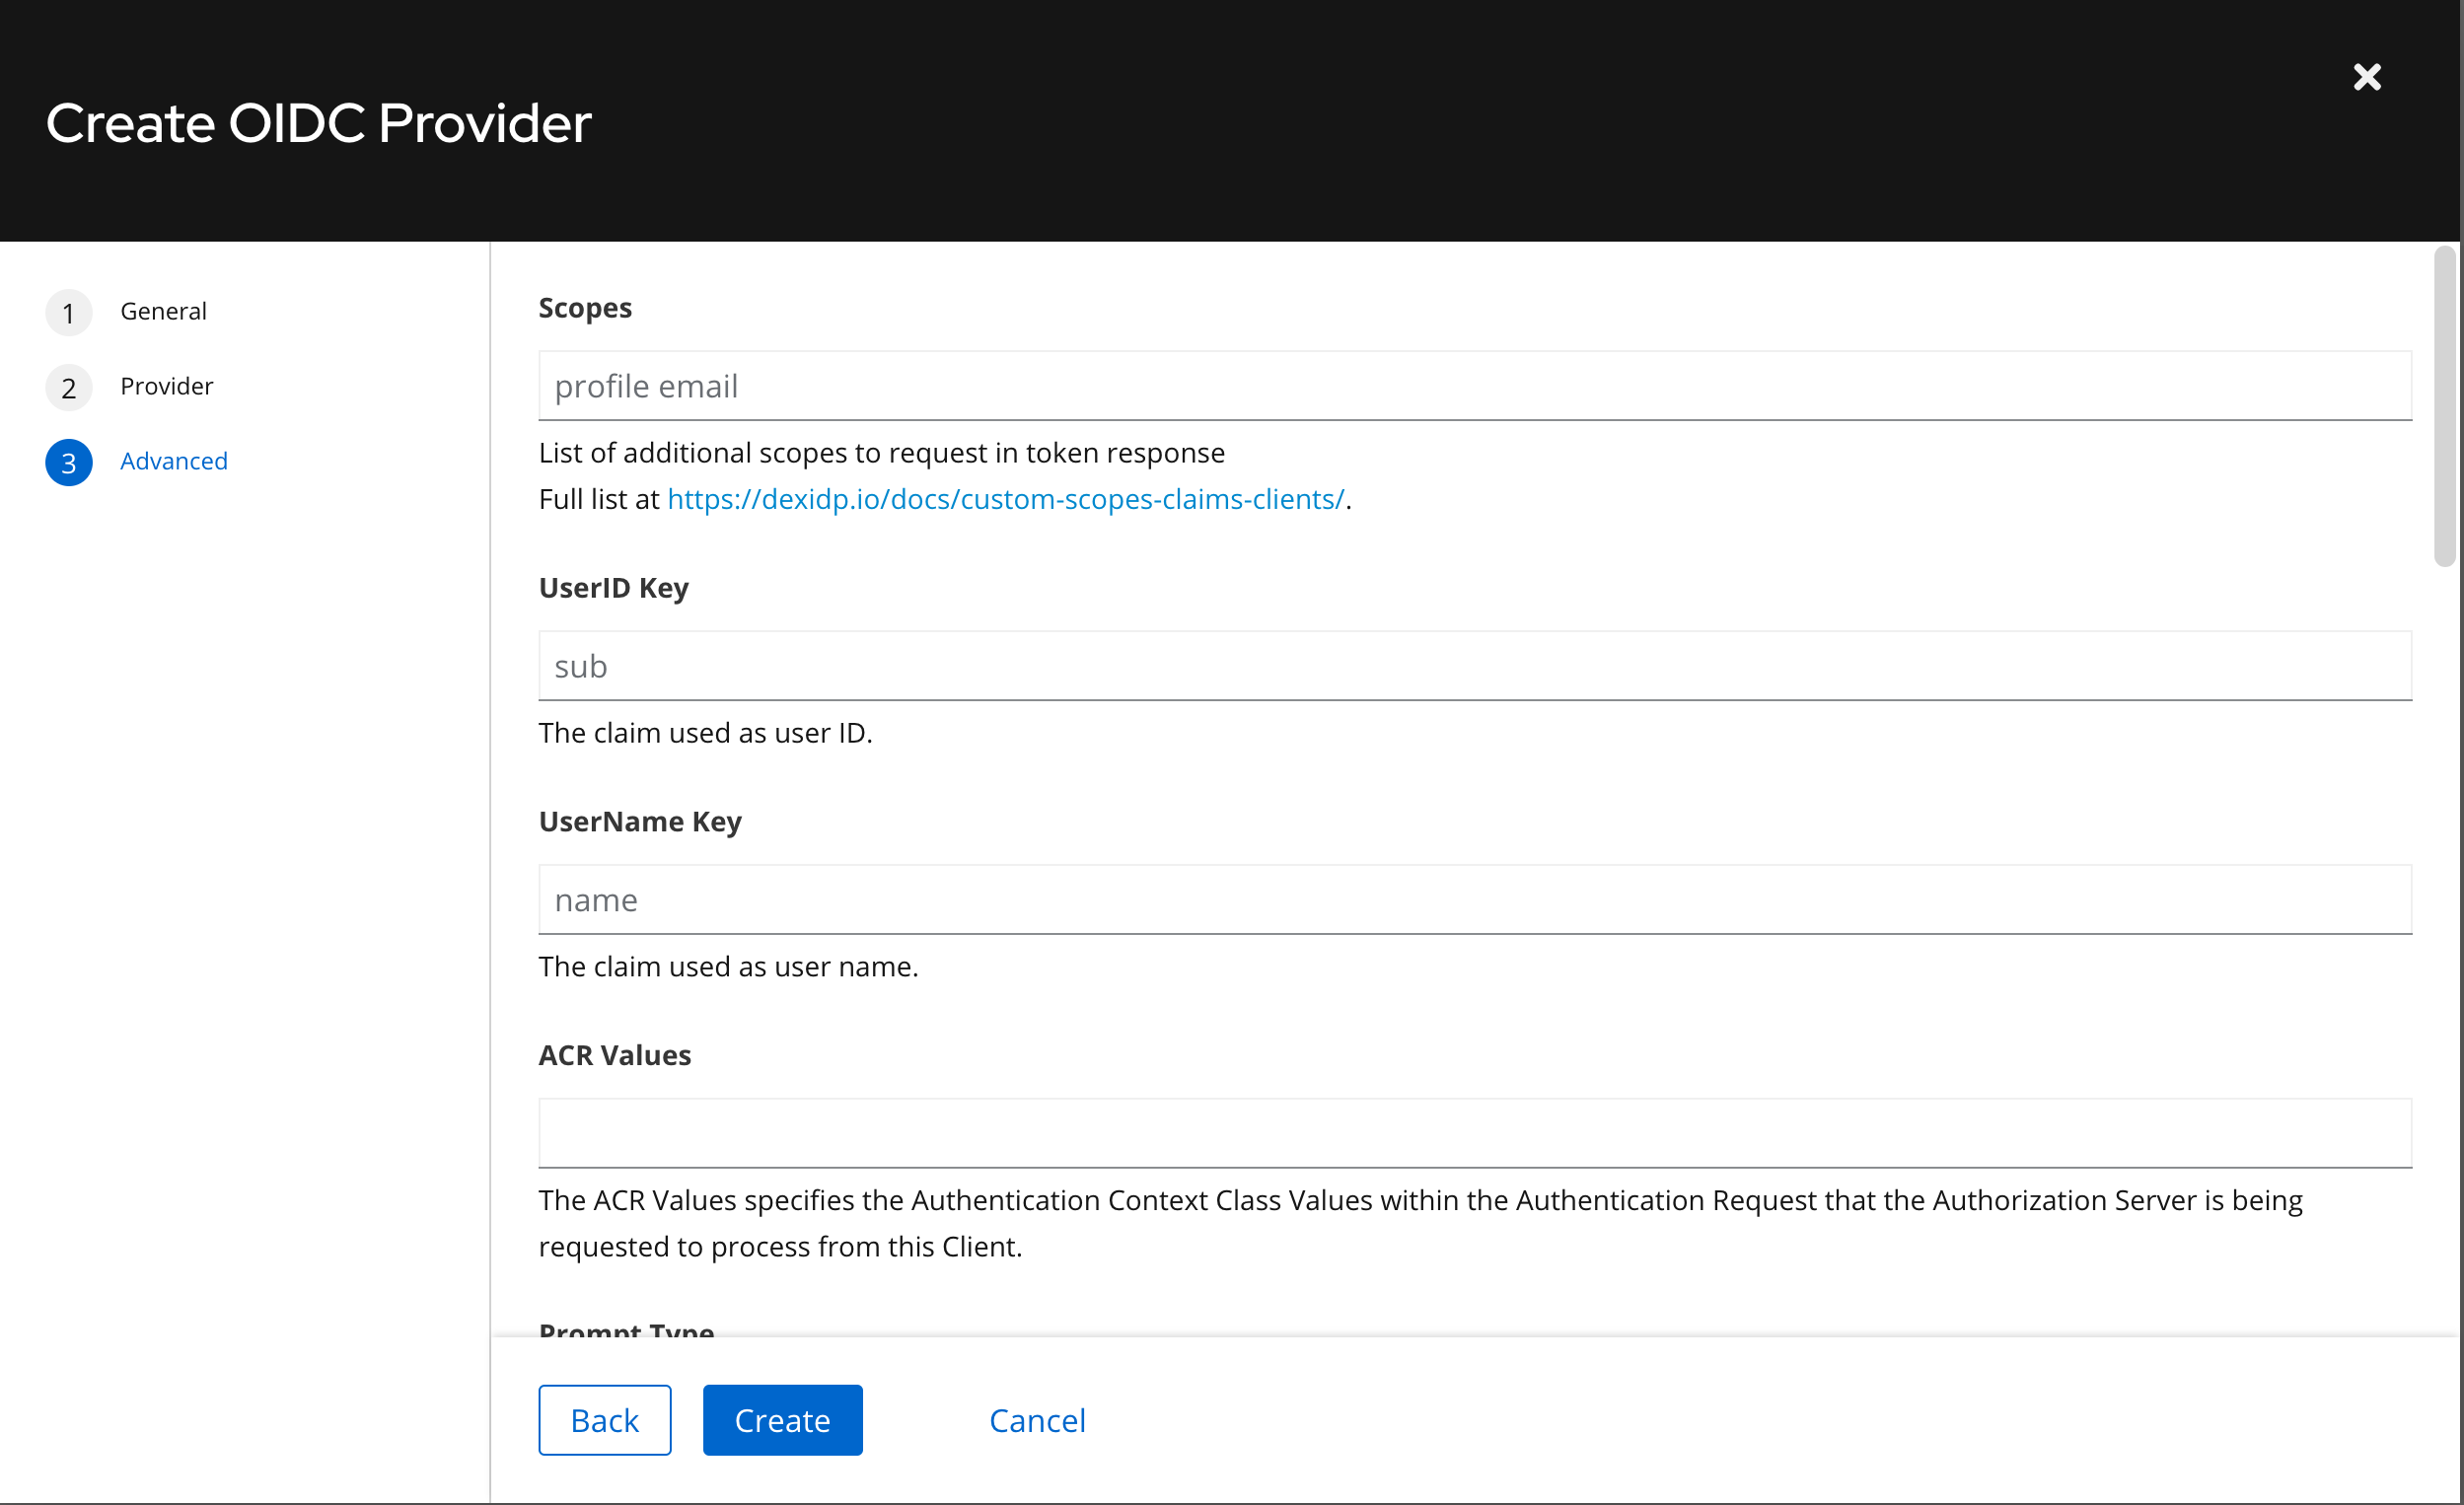 Create OIDC Provider
1 General
2 Provider
3 Advanced
Scopes
profile email
List of additional scopes to request in token response
Full list at https://dexidp.io/docs/custom-scopes-claims-clients/.
UserID Key
sub
The claim used as user ID.
UserName Key
name
The claim used as user name.
ACR Values
The ACR Values specifies the Authentication Context Class Values within the Authentication Request that the Authorization Server is being
requested to process from this Client.
Prompt Type
Back Create Cancel